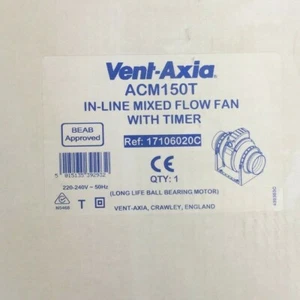 Vent-Axia
ACM150T
IN-LINE MIXED FLOW FAN
WITH TIMER
BEAB
Approved
Ref: 17106020C
CE
QTY: 1
220-240V ~ 50Hz
T
(LONG LIFE BALL BEARING MOTOR)
VENT-AXIA, CRAWLEY, ENGLAND